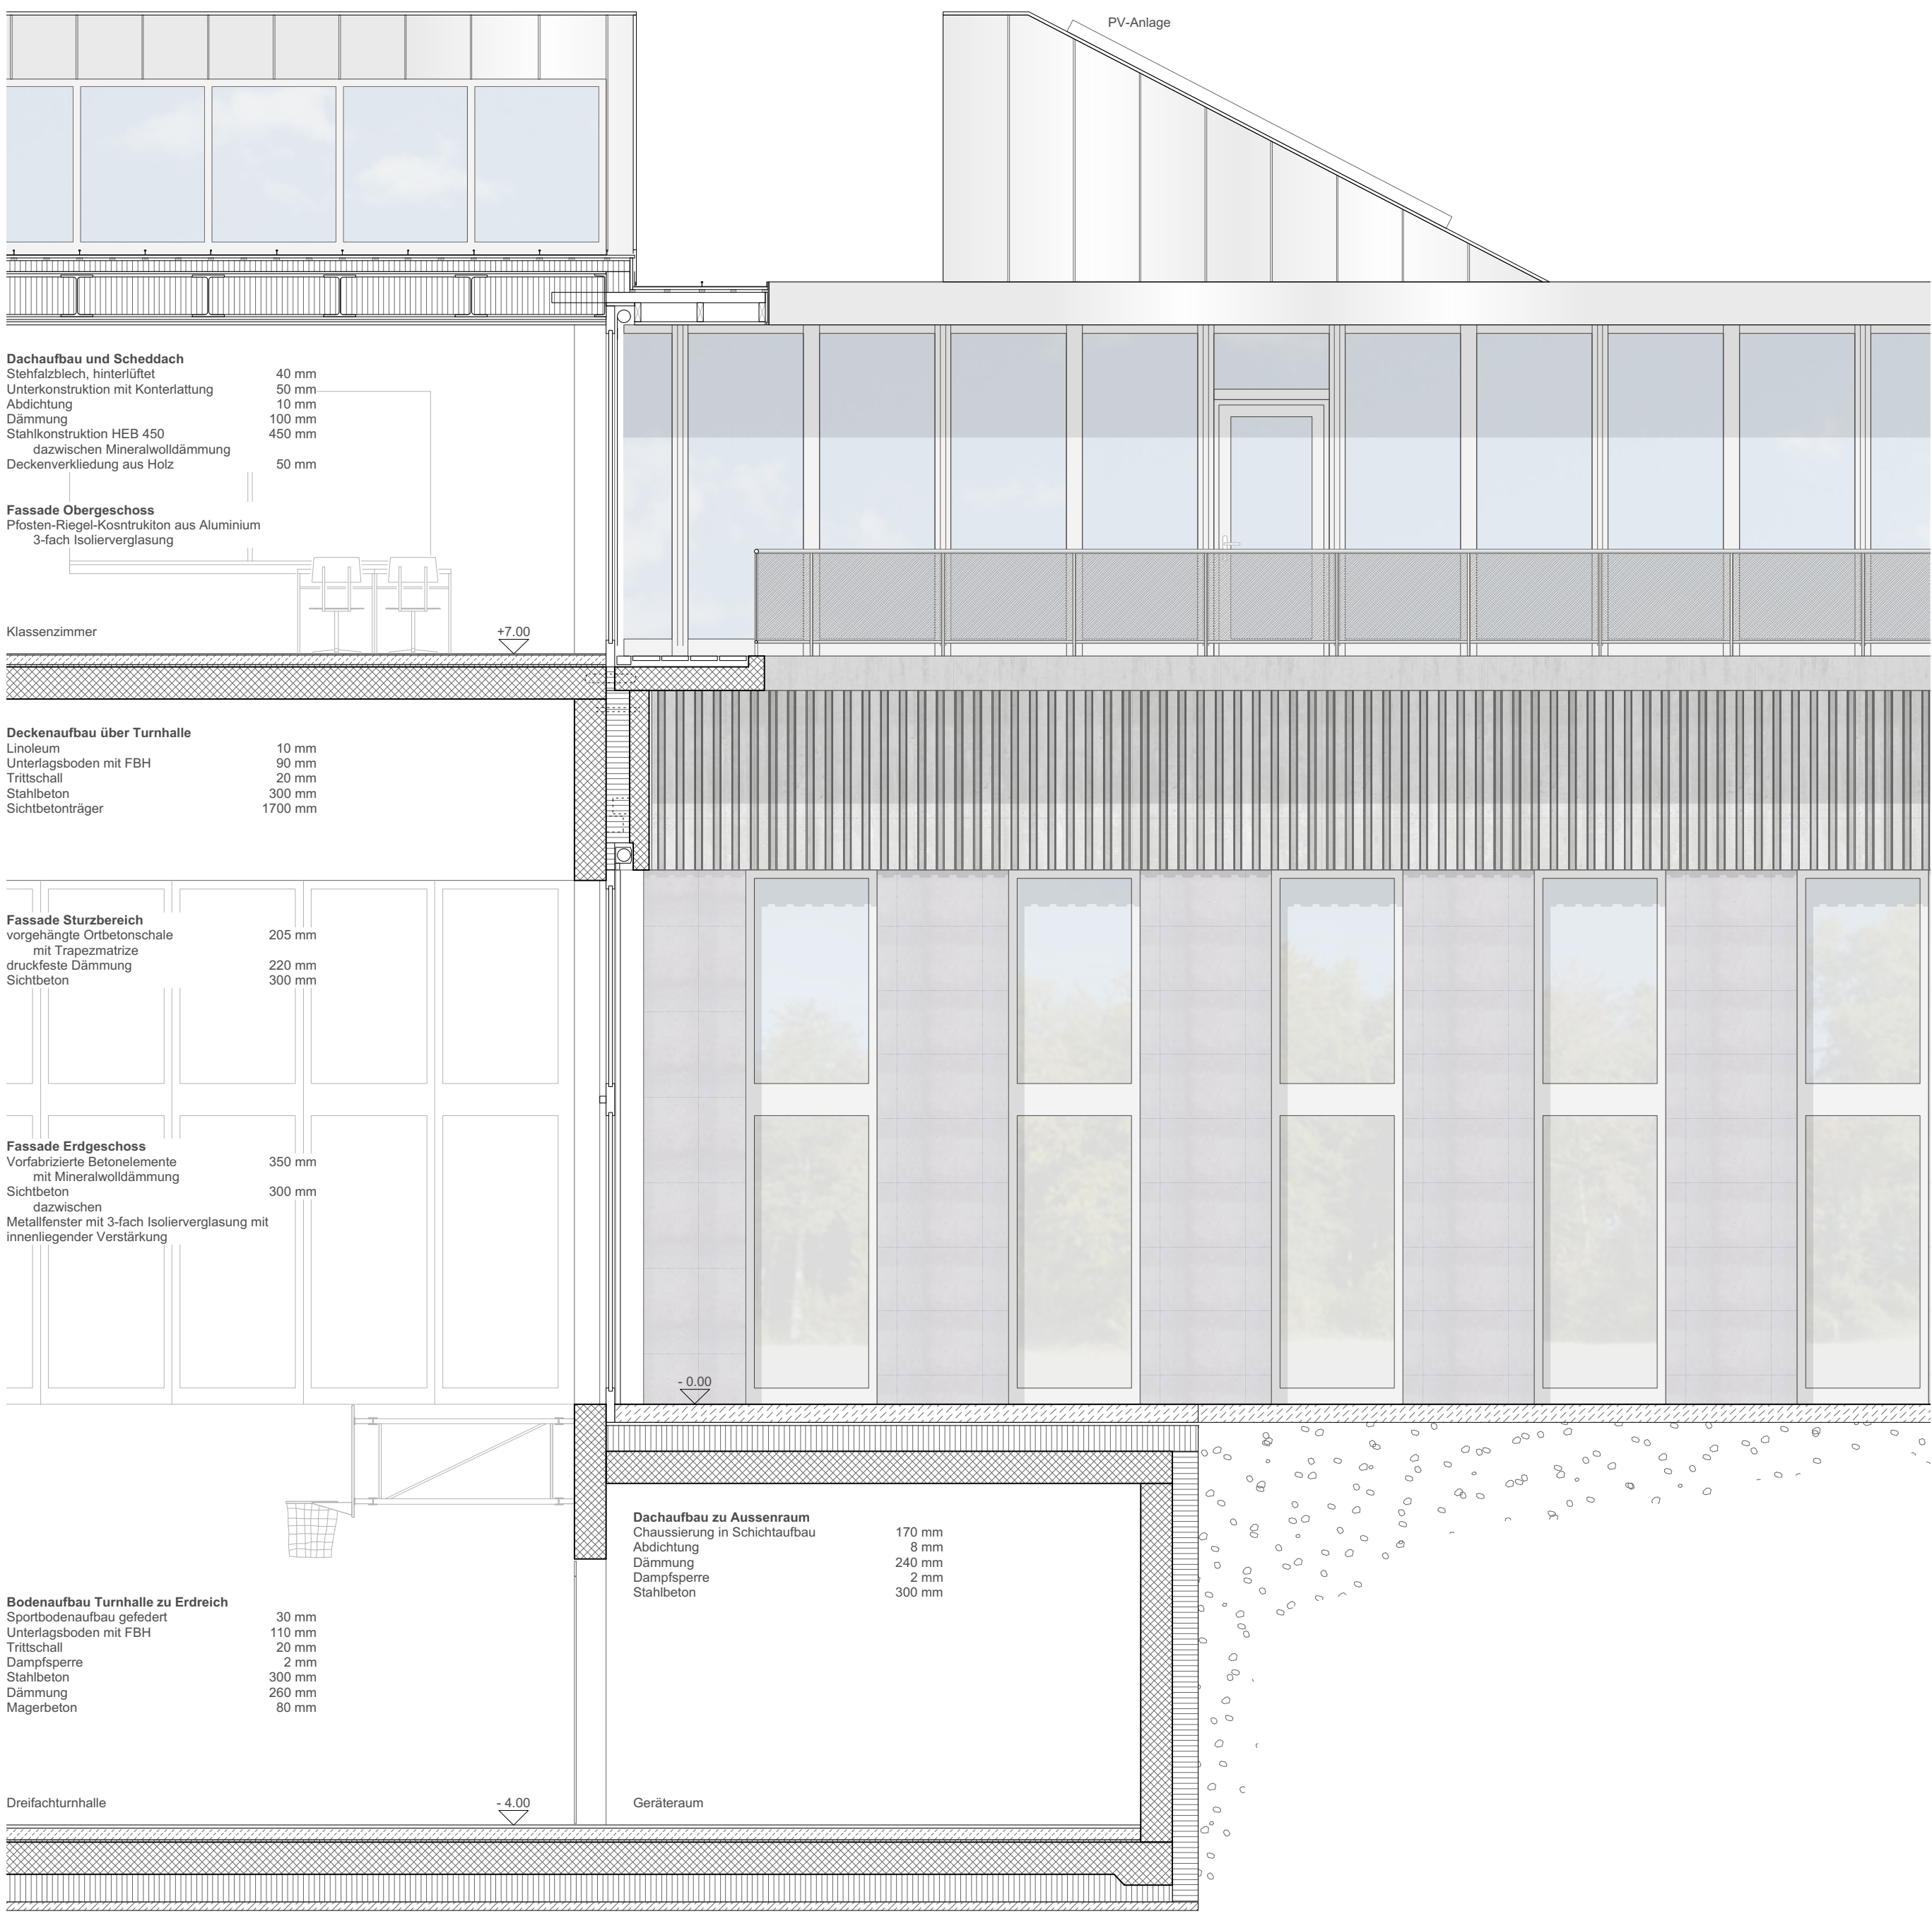 PV-Anlage
Dachaufbau und Scheddach
Stehfalzblech, hinterlüftet 40 mm
Unterkonstruktion mit Konterlattung 50 mm
Abdichtung 10 mm
Dämmung 100 mm
Stahlkonstruktion HEB 450 450 mm
dazwischen Mineralwolldämmung
Deckenverkliedung aus Holz 50 mm
Fassade Obergeschoss
Pfosten-Riegel-Kosntrukiton aus Aluminium
3-fach Isolierverglasung
Klassenzimmer +7.00
Deckenaufbau über Turnhalle
Linoleum 10 mm
Unterlagsboden mit FBH 90 mm
Trittschall 20 mm
Stahlbeton 300 mm
Sichtbetonträger 1700 mm
Fassade Sturzbereich
vorgehängte Ortbetonschale 205 mm
mit Trapezmatrize
druckfeste Dämmung 220 mm
Sichtbeton 300 mm
Fassade Erdgeschoss
Vorfabrizierte Betonelemente 350 mm
mit Mineralwolldämmung
Sichtbeton 300 mm
dazwischen
Metallfenster mit 3-fach Isolierverglasung mit
innenliegender Verstärkung
- 0.00
Dachaufbau zu Aussenraum
Chaussierung in Schichtaufbau 170 mm
Abdichtung 8 mm
Dämmung 240 mm
Dampfsperre 2 mm
Stahlbeton 300 mm
Bodenaufbau Turnhalle zu Erdreich
Sportbodenaufbau gefedert 30 mm
Unterlagsboden mit FBH 110 mm
Trittschall 20 mm
Dampfsperre 2 mm
Stahlbeton 300 mm
Dämmung 260 mm
Magerbeton 80 mm
Dreifachturnhalle - 4.00
Geräteraum